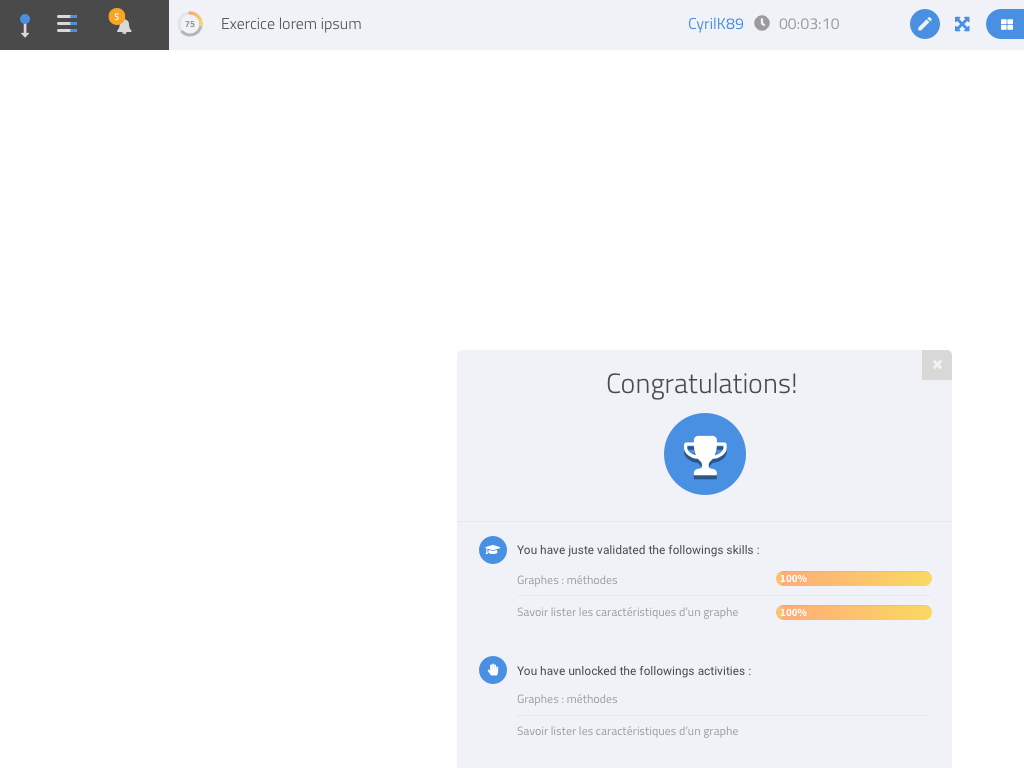 5
75
Exercice lorem ipsum
CyrilK89
00:03:10
Congratulations!
You have juste validated the followings skills :
Graphes : méthodes
100%
Savoir lister les caractéristiques d'un graphe
100%
You have unlocked the followings activities :
Graphes : méthodes
Savoir lister les caractéristiques d'un graphe